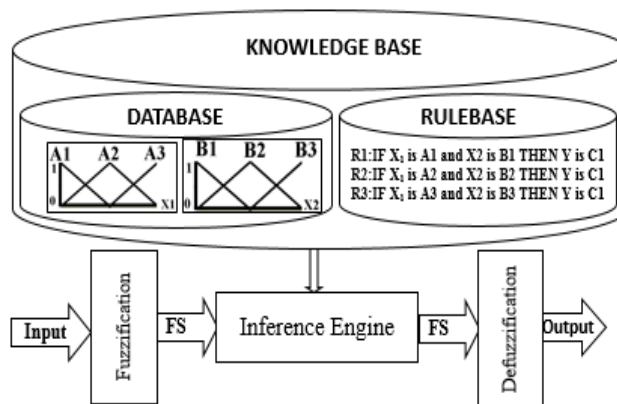 KNOWLEDGE BASE
DATABASE
RULEBASE
A1 A2 A3
1
0
X1
B1 B2 B3
1
0
X2
R1:IF X₁ is A1 and X2 is B1 THEN Y is C1
R2:IF X₁ is A2 and X2 is B2 THEN Y is C1
R3:IF X₁ is A3 and X2 is B3 THEN Y is C1
Input
Fuzzification
FS
Inference Engine
FS
Defuzzification
Output